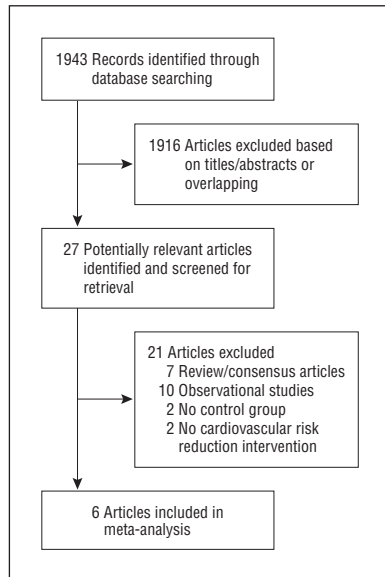 1943 Records identified through
database searching
1916 Articles excluded based
on titles/abstracts or
overlapping
27 Potentially relevant articles
identified and screened for
retrieval
21 Articles excluded
7 Review/consensus articles
10 Observational studies
2 No control group
2 No cardiovascular risk
reduction intervention
6 Articles included in
meta-analysis